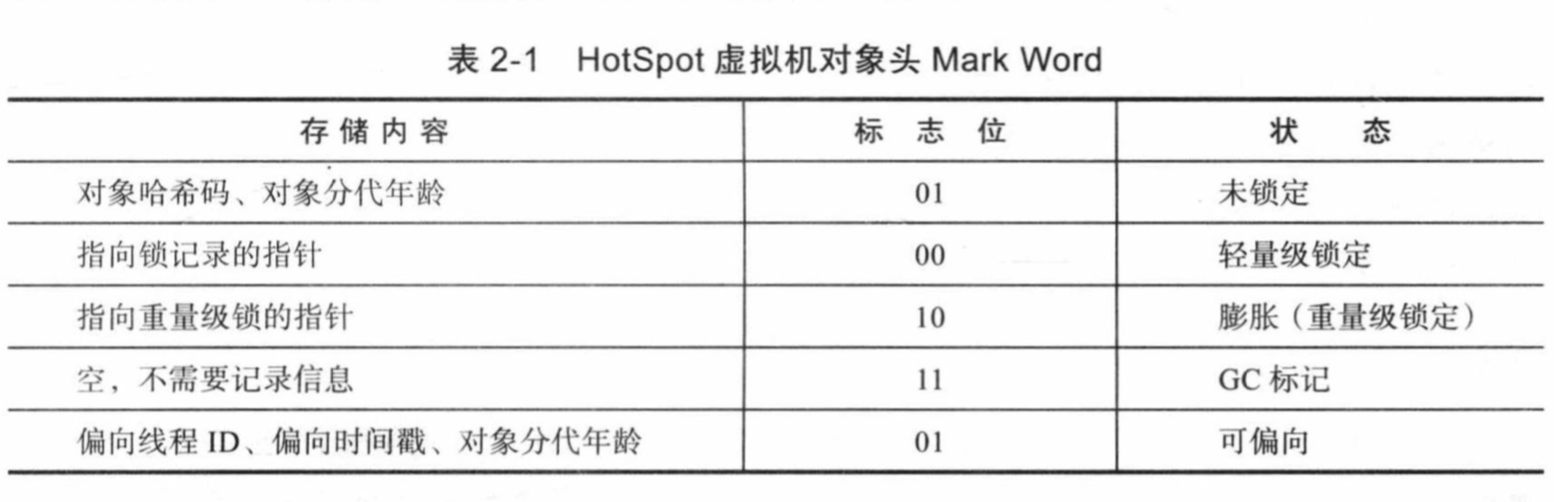 表 2-1 HotSpot 虚拟机对象头 Mark Word
存储内容 标志位 状态
对象哈希码、对象分代年龄 01 未锁定
指向锁记录的指针 00 轻量级锁定
指向重量级锁的指针 10 膨胀（重量级锁定）
空，不需要记录信息 11 GC 标记
偏向线程 ID、偏向时间戳、对象分代年龄 01 可偏向